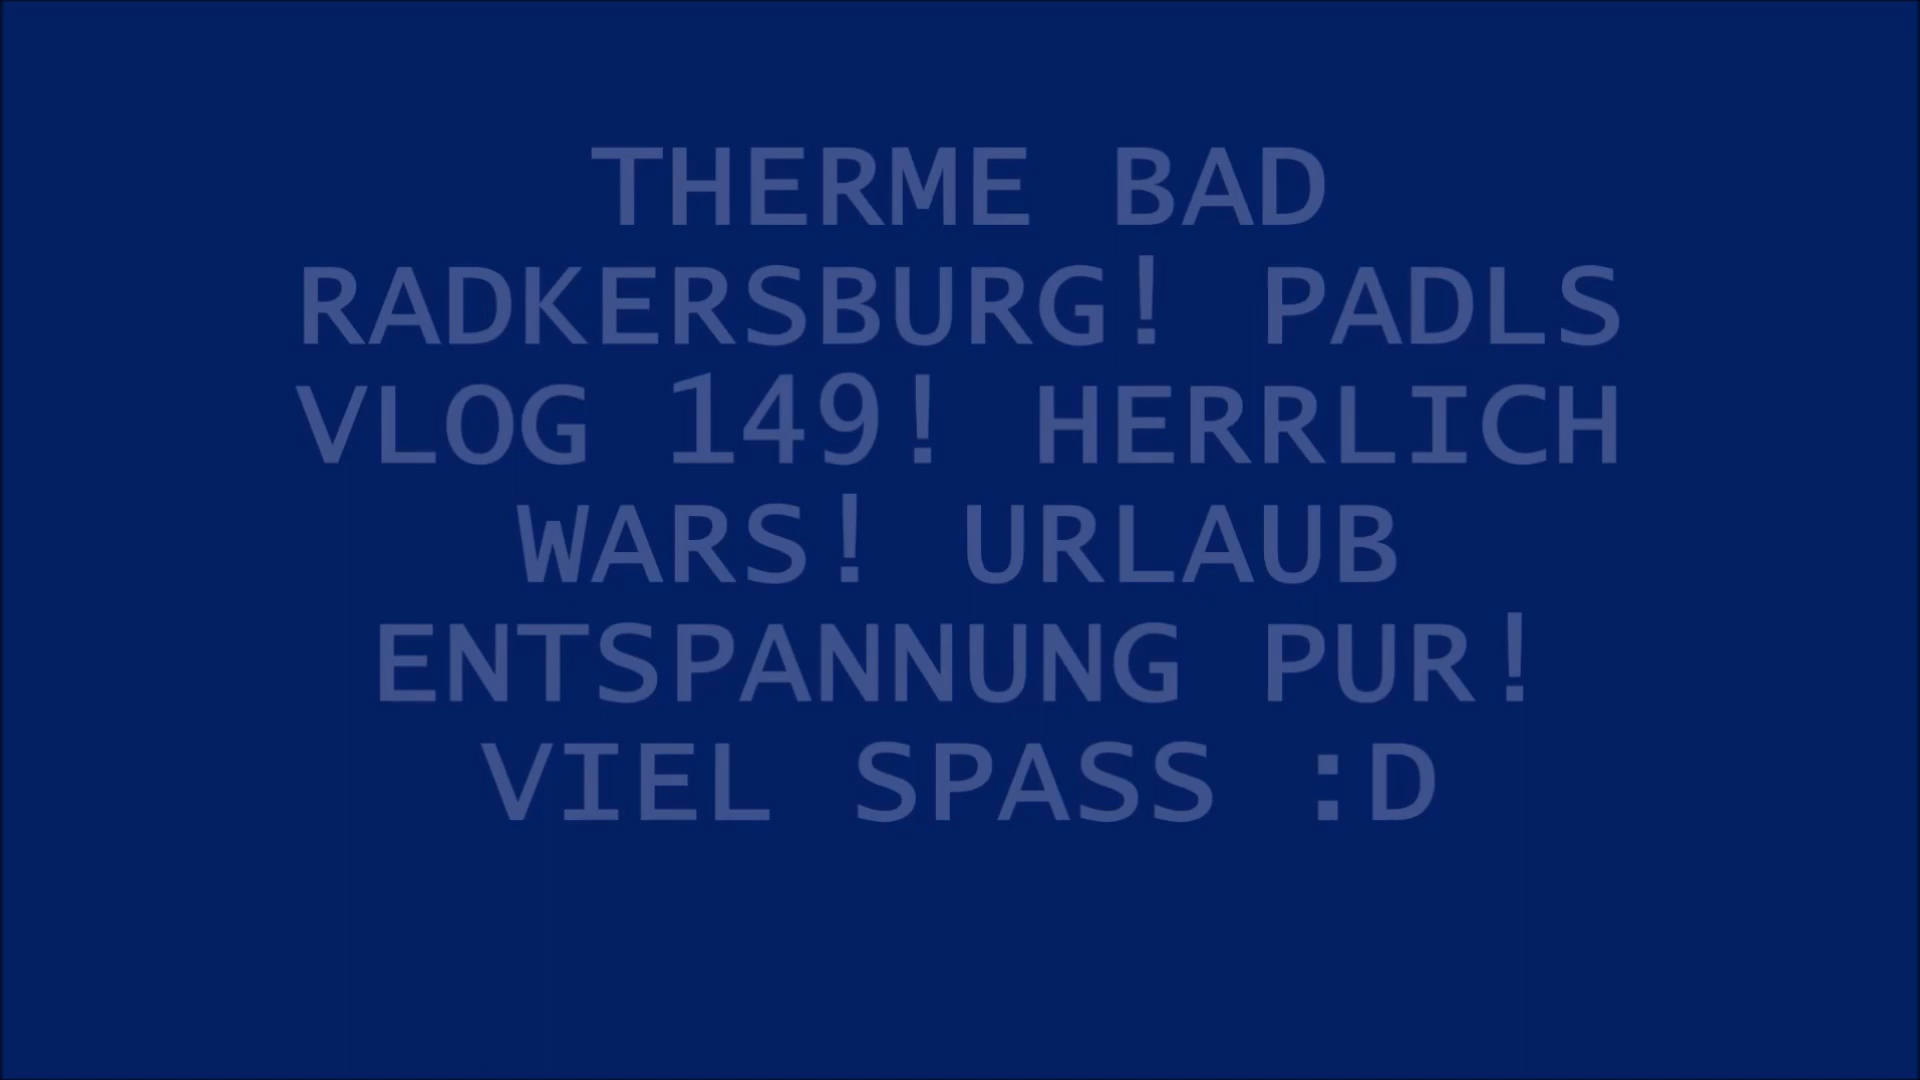 THERME BAD
RADKERSBURG! PADLS
VLOG 149! HERRLICH
WARS! URLAUB
ENTSPANNUNG PUR!
VIEL SPASS :D